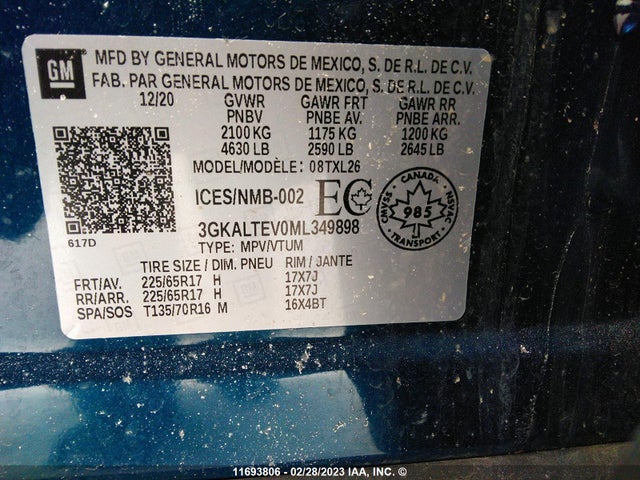 GM
MFD BY GENERAL MOTORS DE MEXICO, S. DE R.L. DE C.V.
FAB. PAR GENERAL MOTORS DE MEXICO, S. DE R.L. DE C.V.
12/20 GVWR GAWR FRT GAWR RR
PNBV PNBE AV. PNBE ARR.
2100 KG 1175 KG 1200 KG
4630 LB 2590 LB 2645 LB
MODEL/MODÈLE: 08TXL26
ICES/NMB-002 EC
CANADA
SVAC/NSVAC 985
TRANSPORT
3GKALTEV0ML349898
617D
TYPE: MPV/VTUM
TIRE SIZE / DIM. PNEU RIM / JANTE
FRT/AV. 225/65R17 H 17X7J
RR/ARR. 225/65R17 H 17X7J
SPA/SOS T135/70R16 M 16X4BT
11693806 - 02/28/2023 IAA, INC. ©